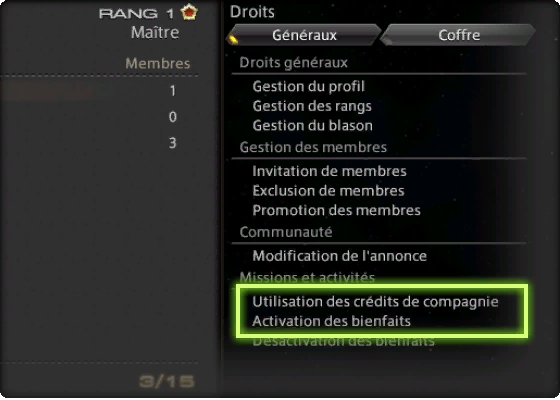 RANG 1
Maître
Membres
1
0
3
3/15
Droits
Généraux
Coffre
Droits généraux
Gestion du profil
Gestion des rangs
Gestion du blason
Gestion des membres
Invitation de membres
Exclusion de membres
Promotion des membres
Communauté
Modification de l'annonce
Missions et activités
Utilisation des crédits de compagnie
Activation des bienfaits
Désactivation des bienfaits